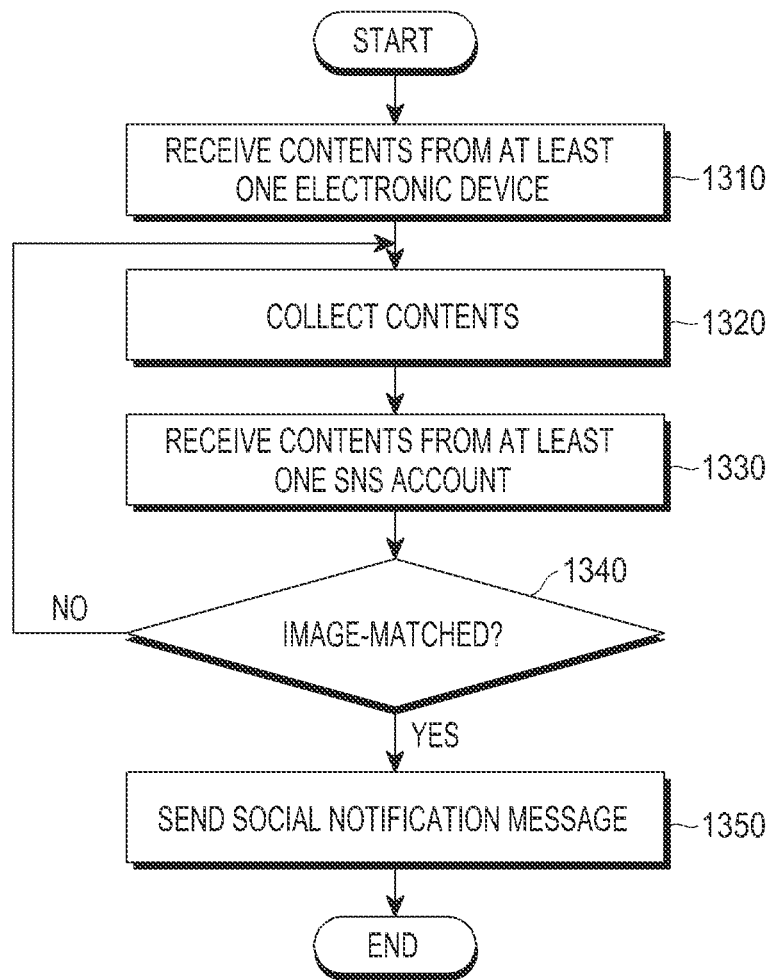 START
RECEIVE CONTENTS FROM AT LEAST
ONE ELECTRONIC DEVICE
1310
COLLECT CONTENTS
1320
RECEIVE CONTENTS FROM AT LEAST
ONE SNS ACCOUNT
1330
1340
NO
IMAGE-MATCHED?
YES
SEND SOCIAL NOTIFICATION MESSAGE
1350
END